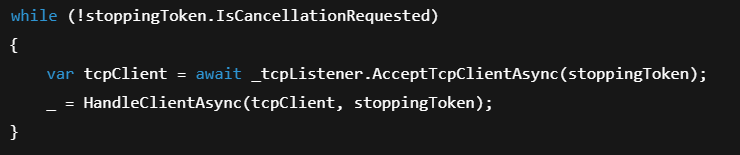 while (!stoppingToken.IsCancellationRequested)
{
    var tcpClient = await _tcpListener.AcceptTcpClientAsync(stoppingToken);
    _ = HandleClientAsync(tcpClient, stoppingToken);
}